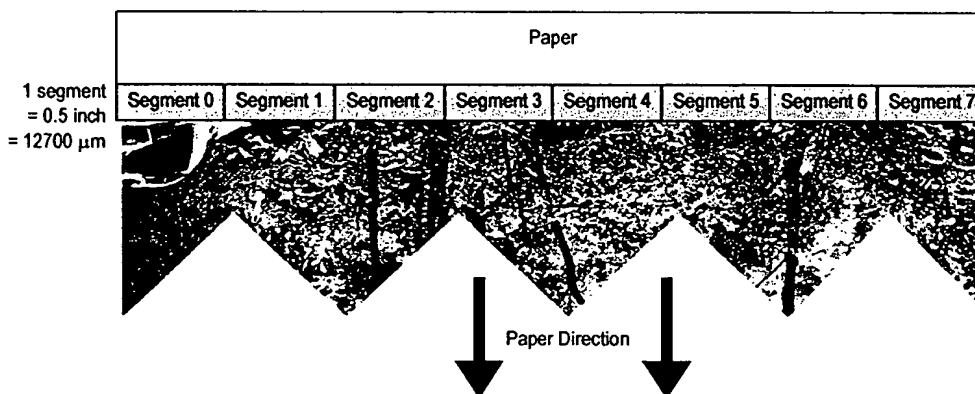 Paper
1 segment
= 0.5 inch
= 12700 µm
Segment 0 Segment 1 Segment 2 Segment 3 Segment 4 Segment 5 Segment 6 Segment 7
Paper Direction